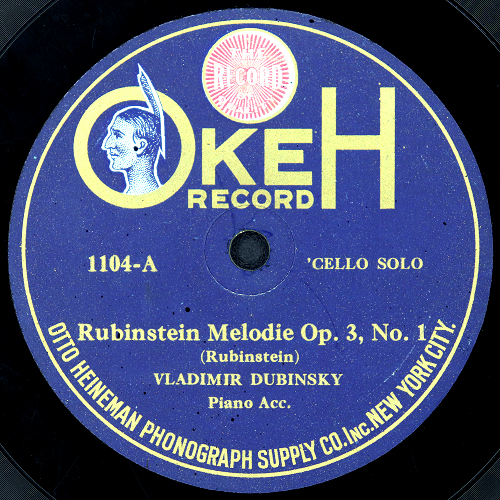 THE
RECORD
OKEH
RECORD
1104-A
'CELLO SOLO
Rubinstein Melodie Op. 3, No. 1
(Rubinstein)
VLADIMIR DUBINSKY
Piano Acc.
OTTO HEINEMAN PHONOGRAPH SUPPLY CO. Inc. NEW YORK CITY.